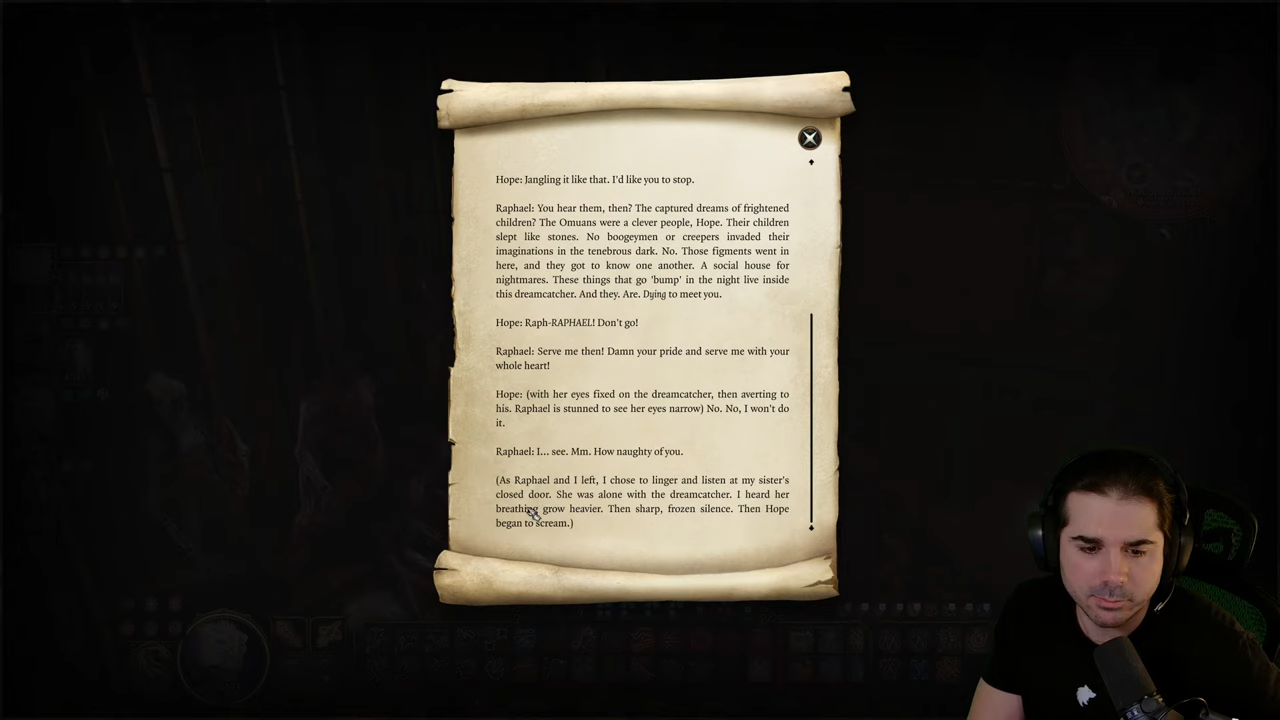 Hope: Jangling it like that. I'd like you to stop.
Raphael: You hear them, then? The captured dreams of frightened
children? The Omuans were a clever people, Hope. Their children
slept like stones. No boogeymen or creepers invaded their
imaginations in the tenebrous dark. No. Those figments went in
here, and they got to know one another. A social house for
nightmares. These things that go 'bump' in the night live inside
this dreamcatcher. And they. Are. Dying to meet you.
Hope: Raph-RAPHAEL! Don't go!
Raphael: Serve me then! Damn your pride and serve me with your
whole heart!
Hope: (with her eyes fixed on the dreamcatcher, then averting to
his. Raphael is stunned to see her eyes narrow) No. No, I won't do
it.
Raphael: I... see. Mm. How naughty of you.
(As Raphael and I left, I chose to linger and listen at my sister's
closed door. She was alone with the dreamcatcher. I heard her
breathing grow heavier. Then sharp, frozen silence. Then Hope
began to scream.)